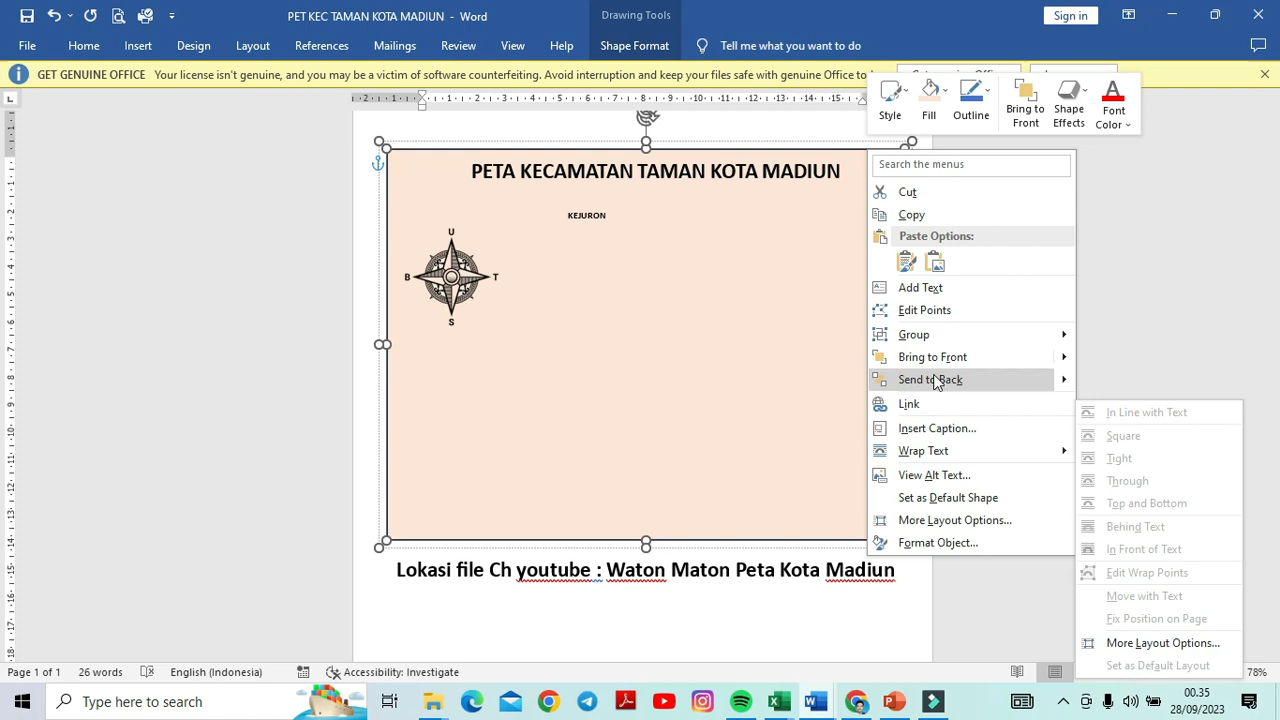 PET KEC TAMAN KOTA MADIUN - Word
Drawing Tools
Sign in
File Home Insert Design Layout References Mailings Review View Help Shape Format Tell me what you want to do
GET GENUINE OFFICE Your license isn't genuine, and you may be a victim of software counterfeiting. Avoid interruption and keep your files safe with genuine Office
Style
Fill
Outline
Bring to Front
Shape Effects
Font Color
PETA KECAMATAN TAMAN KOTA MADIUN
KEJURON
U
B
T
S
Lokasi file Ch youtube : Waton Maton Peta Kota Madiun
Search the menus
Cut
Copy
Paste Options:
Add Text
Edit Points
Group
Bring to Front
Send to Back
Link
Insert Caption...
Wrap Text
View Alt Text...
Set as Default Shape
More Layout Options...
Format Object...
In Line with Text
Square
Tight
Through
Top and Bottom
Behind Text
In Front of Text
Edit Wrap Points
Move with Text
Fix Position on Page
More Layout Options...
Set as Default Layout
Page 1 of 1 26 words English (Indonesia) Accessibility: Investigate 78%
Type here to search
00.35
28/09/2023